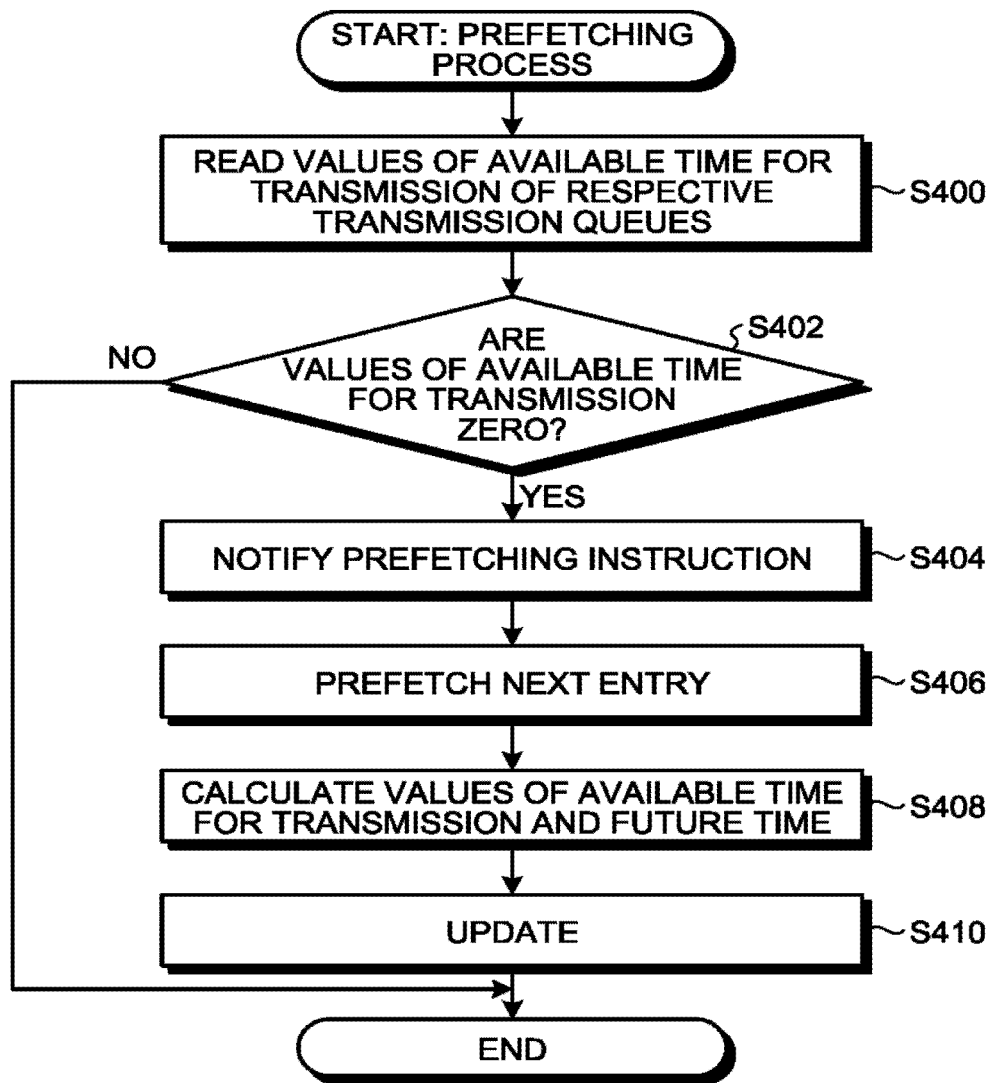 START: PREFETCHING
PROCESS
READ VALUES OF AVAILABLE TIME FOR
TRANSMISSION OF RESPECTIVE
TRANSMISSION QUEUES
S400
ARE
VALUES OF AVAILABLE TIME
FOR TRANSMISSION
ZERO?
S402
NO
YES
NOTIFY PREFETCHING INSTRUCTION
S404
PREFETCH NEXT ENTRY
S406
CALCULATE VALUES OF AVAILABLE TIME
FOR TRANSMISSION AND FUTURE TIME
S408
UPDATE
S410
END